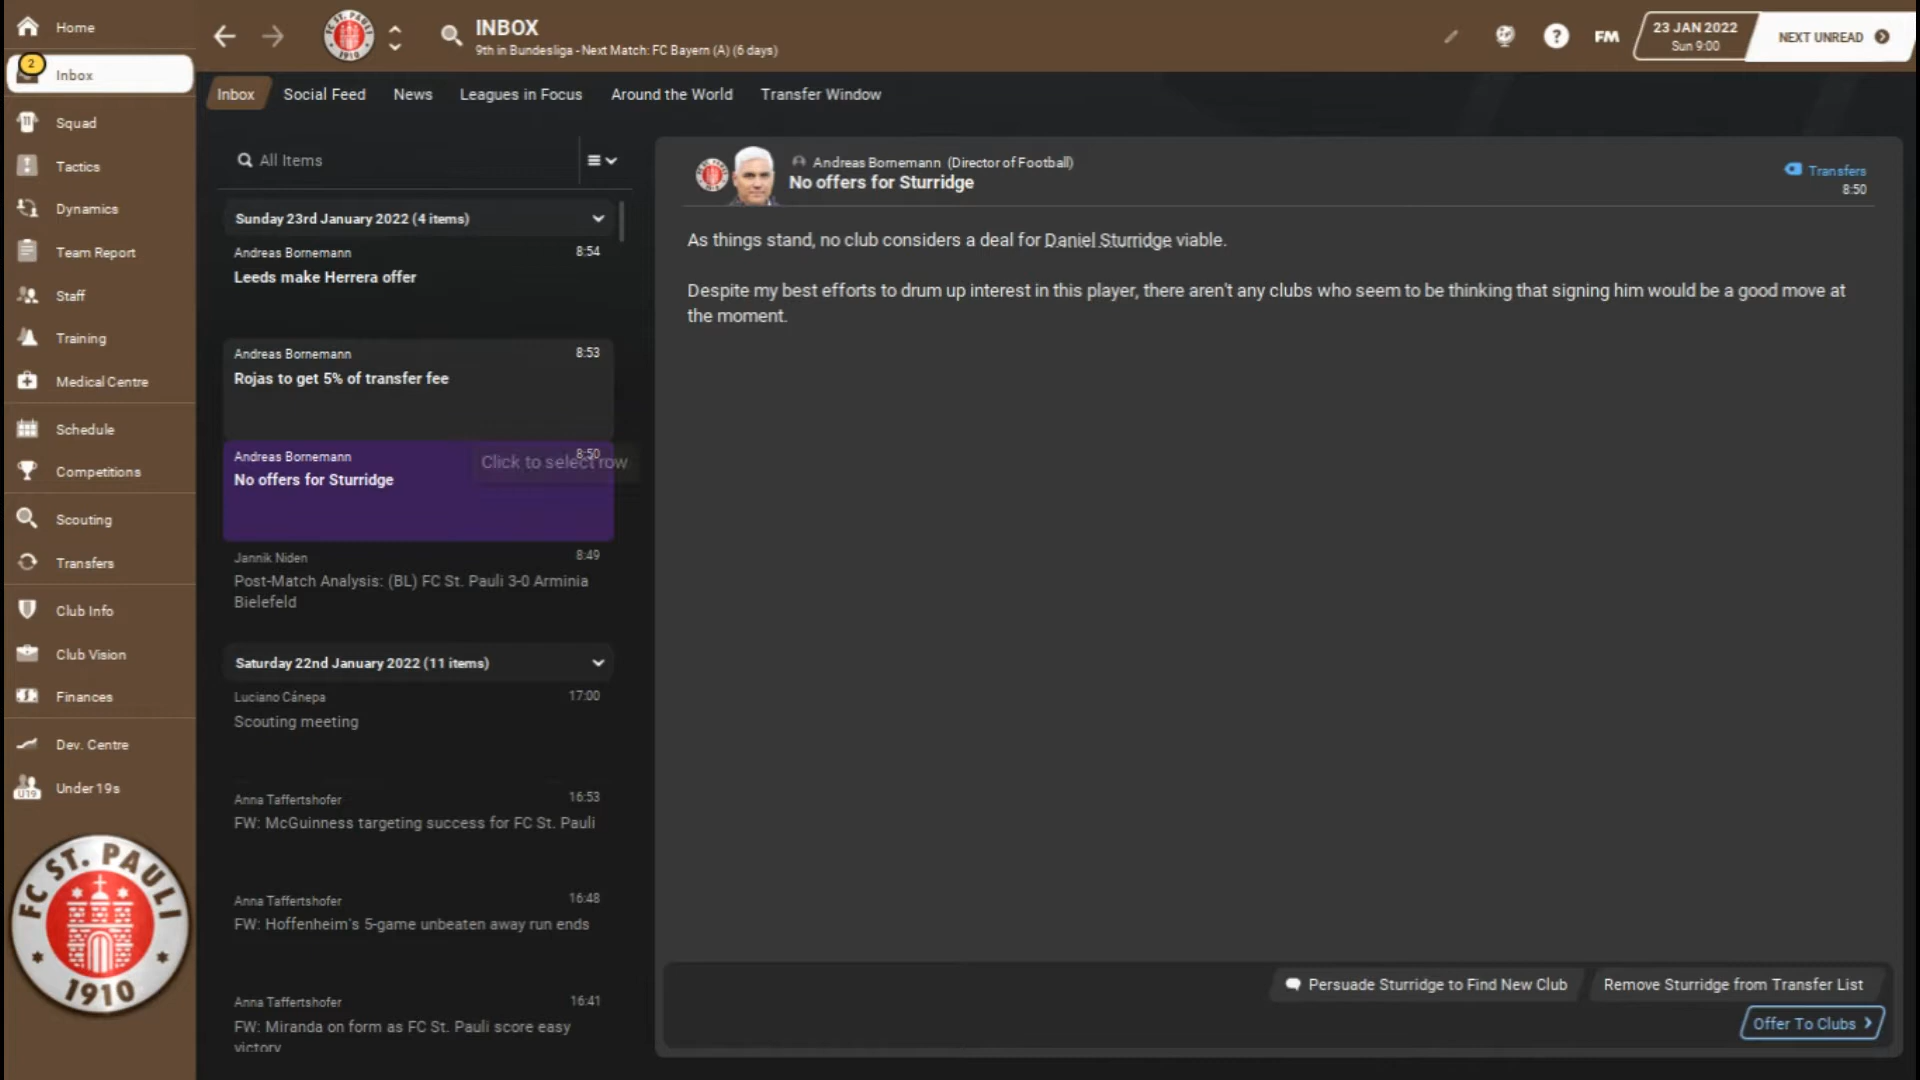 Home
2
Inbox
Squad
Tactics
Dynamics
Team Report
Staff
Training
Medical Centre
Schedule
Competitions
Scouting
Transfers
Club Info
Club Vision
Finances
Dev. Centre
U19
Under 19s
FC ST. PAULI
1910
FC ST. PAULI
1910
INBOX
9th in Bundesliga - Next Match: FC Bayern (A) (6 days)
?
FM
23 JAN 2022
Sun 9:00
NEXT UNREAD
Inbox
Social Feed
News
Leagues in Focus
Around the World
Transfer Window
All Items
Sunday 23rd January 2022 (4 items)
Andreas Bornemann 8:54
Leeds make Herrera offer
Andreas Bornemann 8:53
Rojas to get 5% of transfer fee
Andreas Bornemann 8:50
Click to select row
No offers for Sturridge
Jannik Niden 8:49
Post-Match Analysis: (BL) FC St. Pauli 3-0 Arminia
Bielefeld
Saturday 22nd January 2022 (11 items)
Luciano Cánepa 17:00
Scouting meeting
Anna Taffertshofer 16:53
FW: McGuinness targeting success for FC St. Pauli
Anna Taffertshofer 16:48
FW: Hoffenheim's 5-game unbeaten away run ends
Anna Taffertshofer 16:41
FW: Miranda on form as FC St. Pauli score easy
victory
Andreas Bornemann (Director of Football)
No offers for Sturridge
Transfers
8:50
As things stand, no club considers a deal for Daniel Sturridge viable.
Despite my best efforts to drum up interest in this player, there aren't any clubs who seem to be thinking that signing him would be a good move at
the moment.
Persuade Sturridge to Find New Club
Remove Sturridge from Transfer List
Offer To Clubs